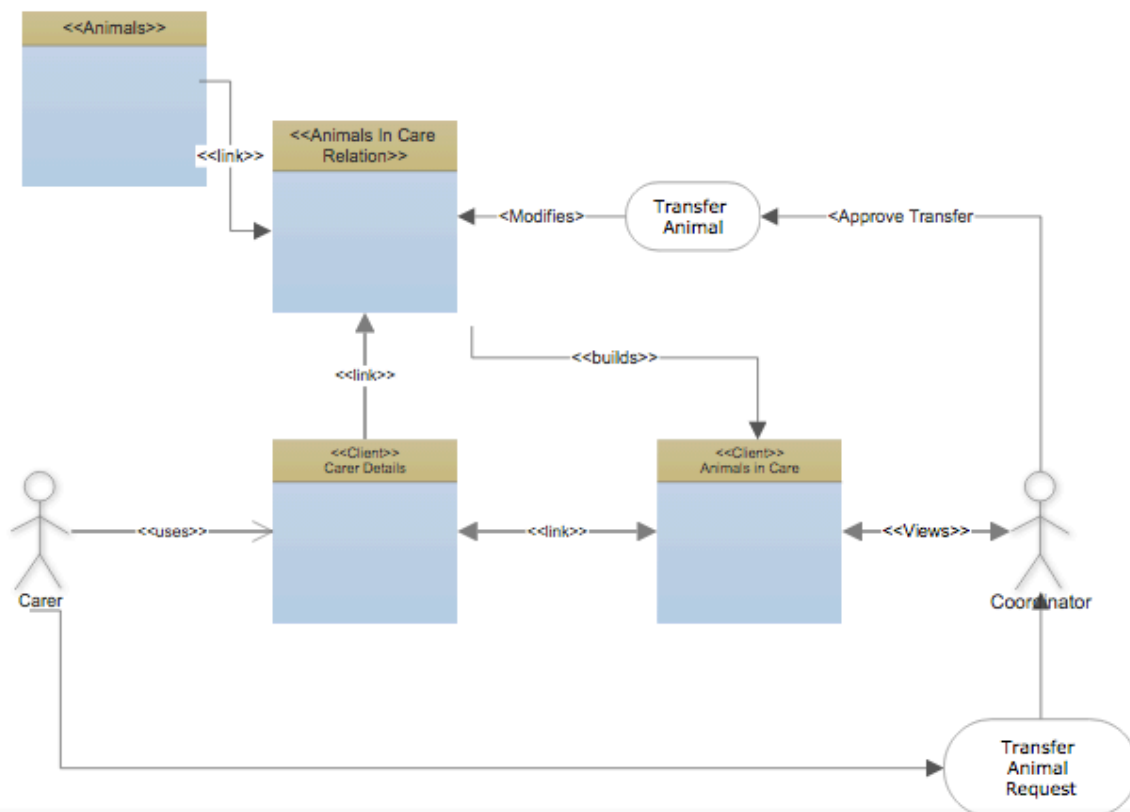 <<Animals>>
<<link>>
<<Animals In Care
Relation>>
<Modifies>
Transfer
Animal
<Approve Transfer
<<builds>>
<<link>>
<<Client>>
Carer Details
<<Client>>
Animals in Care
<<uses>>
<<link>>
<<Views>>
Carer
Coordinator
Transfer
Animal
Request